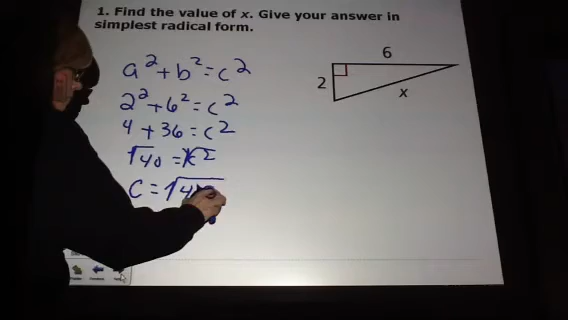 1. Find the value of x. Give your answer in
simplest radical form.
a² + b² = c²
2² + 6² = c²
4 + 36 = c²
√40 = √c²
c = √4
6
2
x